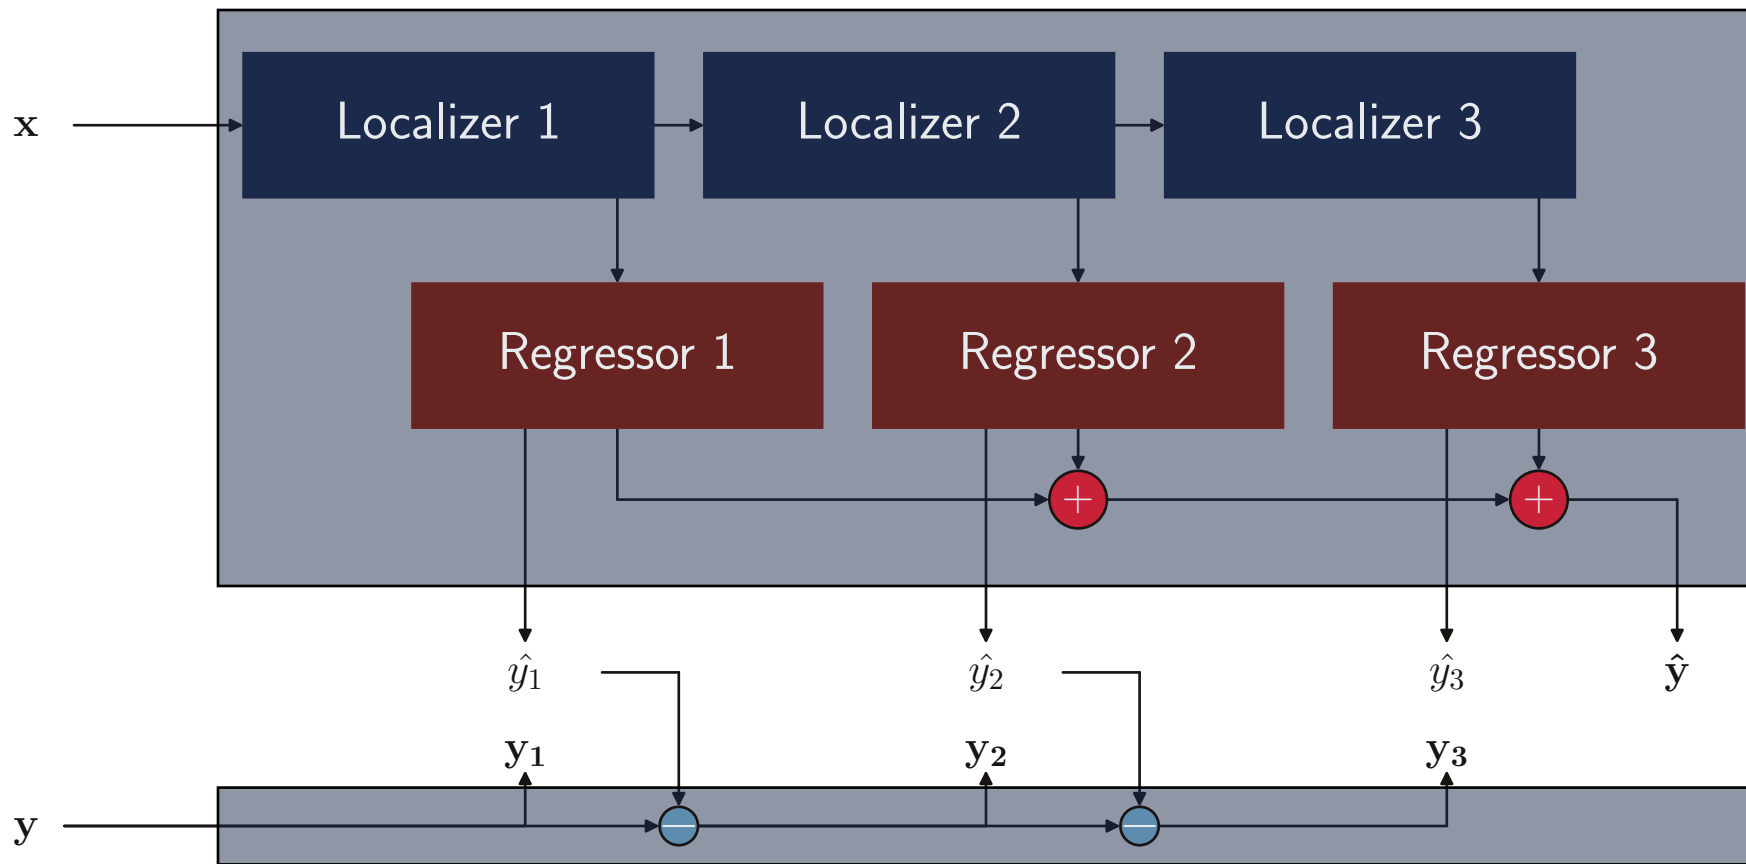 x
Localizer 1 Localizer 2 Localizer 3
Regressor 1 Regressor 2 Regressor 3
+ +
ŷ₁ ŷ₂ ŷ₃ ŷ
y₁ y₂ y₃
y − −